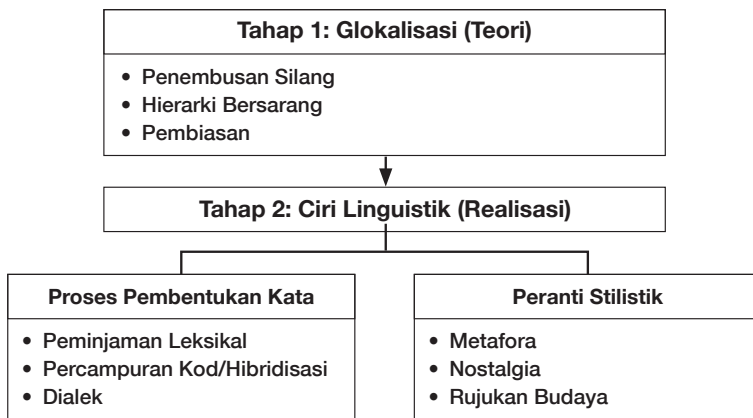 Tahap 1: Glokalisasi (Teori)
• Penembusan Silang
• Hierarki Bersarang
• Pembiasan
Tahap 2: Ciri Linguistik (Realisasi)
Proses Pembentukan Kata
• Peminjaman Leksikal
• Percampuran Kod/Hibridisasi
• Dialek
Peranti Stilistik
• Metafora
• Nostalgia
• Rujukan Budaya